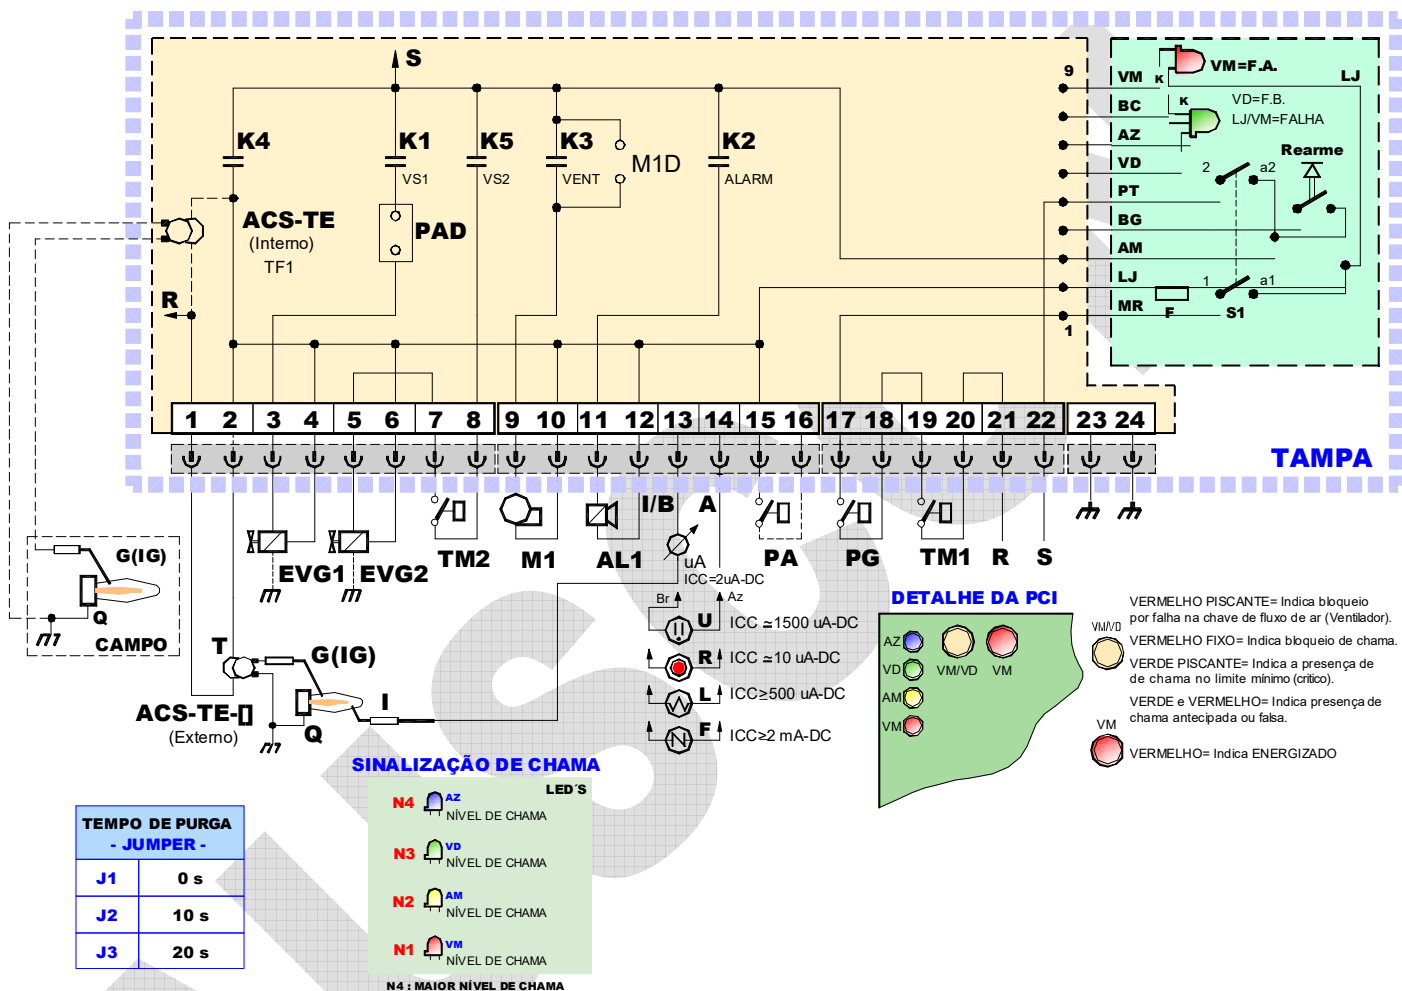 S
9
VM
K
VM=F.A.
LJ
BC
K
VD=F.B.
LJ/VM=FALHA
AZ
Rearme
VD
2
a2
PT
BG
AM
LJ
1
a1
MR
F
S1
1
K4
K1
K5
K3
K2
VS1
VS2
VENT
M1D
ALARM
ACS-TE
(Interno)
TF1
PAD
R
1 2 3 4 5 6 7 8 9 10 11 12 13 14 15 16 17 18 19 20 21 22 23 24
TAMPA
I/B A
EVG1 EVG2 TM2 M1 AL1 uA PA PG TM1 R S
ICC=2uA-DC
Br Az
U ICC ≃1500 uA-DC
R ICC ≃10 uA-DC
L ICC≥500 uA-DC
F ICC≥2 mA-DC
G(IG)
Q
CAMPO
T
G(IG)
I
Q
ACS-TE-[]
(Externo)
DETALHE DA PCI
AZ
VD
AM
VM
VM/VD
VM
VM/VD
VERMELHO PISCANTE= Indica bloqueio
por falha na chave de fluxo de ar (Ventilador).
VERMELHO FIXO= Indica bloqueio de chama.
VERDE PISCANTE= Indica a presença de
de chama no limite mínimo (critico).
VERDE e VERMELHO= Indica presença de
chama antecipada ou falsa.
VM
VERMELHO= Indica ENERGIZADO
SINALIZAÇÃO DE CHAMA
LED´S
N4 AZ
NÍVEL DE CHAMA
N3 VD
NÍVEL DE CHAMA
N2 AM
NÍVEL DE CHAMA
N1 VM
NÍVEL DE CHAMA
N4 : MAIOR NÍVEL DE CHAMA
TEMPO DE PURGA
- JUMPER -
J1 0 s
J2 10 s
J3 20 s